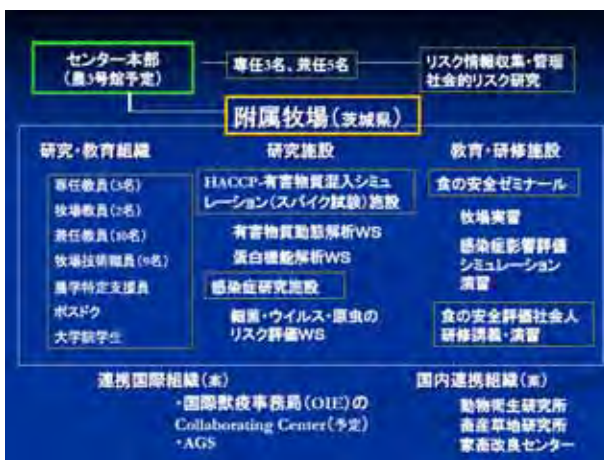 センター本部
(農3号館予定)
専任3名、兼任5名
リスク情報収集・管理
社会的リスク研究
附属牧場(茨城県)
研究・教育組織
専任教員(3名)
牧場教員(2名)
兼任教員(10名)
牧場技術職員(9名)
農学特定支援員
ポスドク
大学院学生
研究施設
HACCP-有害物質混入シミュ
レーション(スパイク試験)施設
有害物質動態解析WS
蛋白機能解析WS
感染症研究施設
細菌・ウイルス・原虫の
リスク評価WS
教育・研修施設
食の安全ゼミナール
牧場実習
感染症影響評価
シミュレーション
演習
食の安全評価社会人
研修講義・演習
連携国際組織(案)
・国際獣疫事務局(OIE)の
Collaborating Center(予定)
・AGS
国内連携組織(案)
動物衛生研究所
畜産草地研究所
家畜改良センター